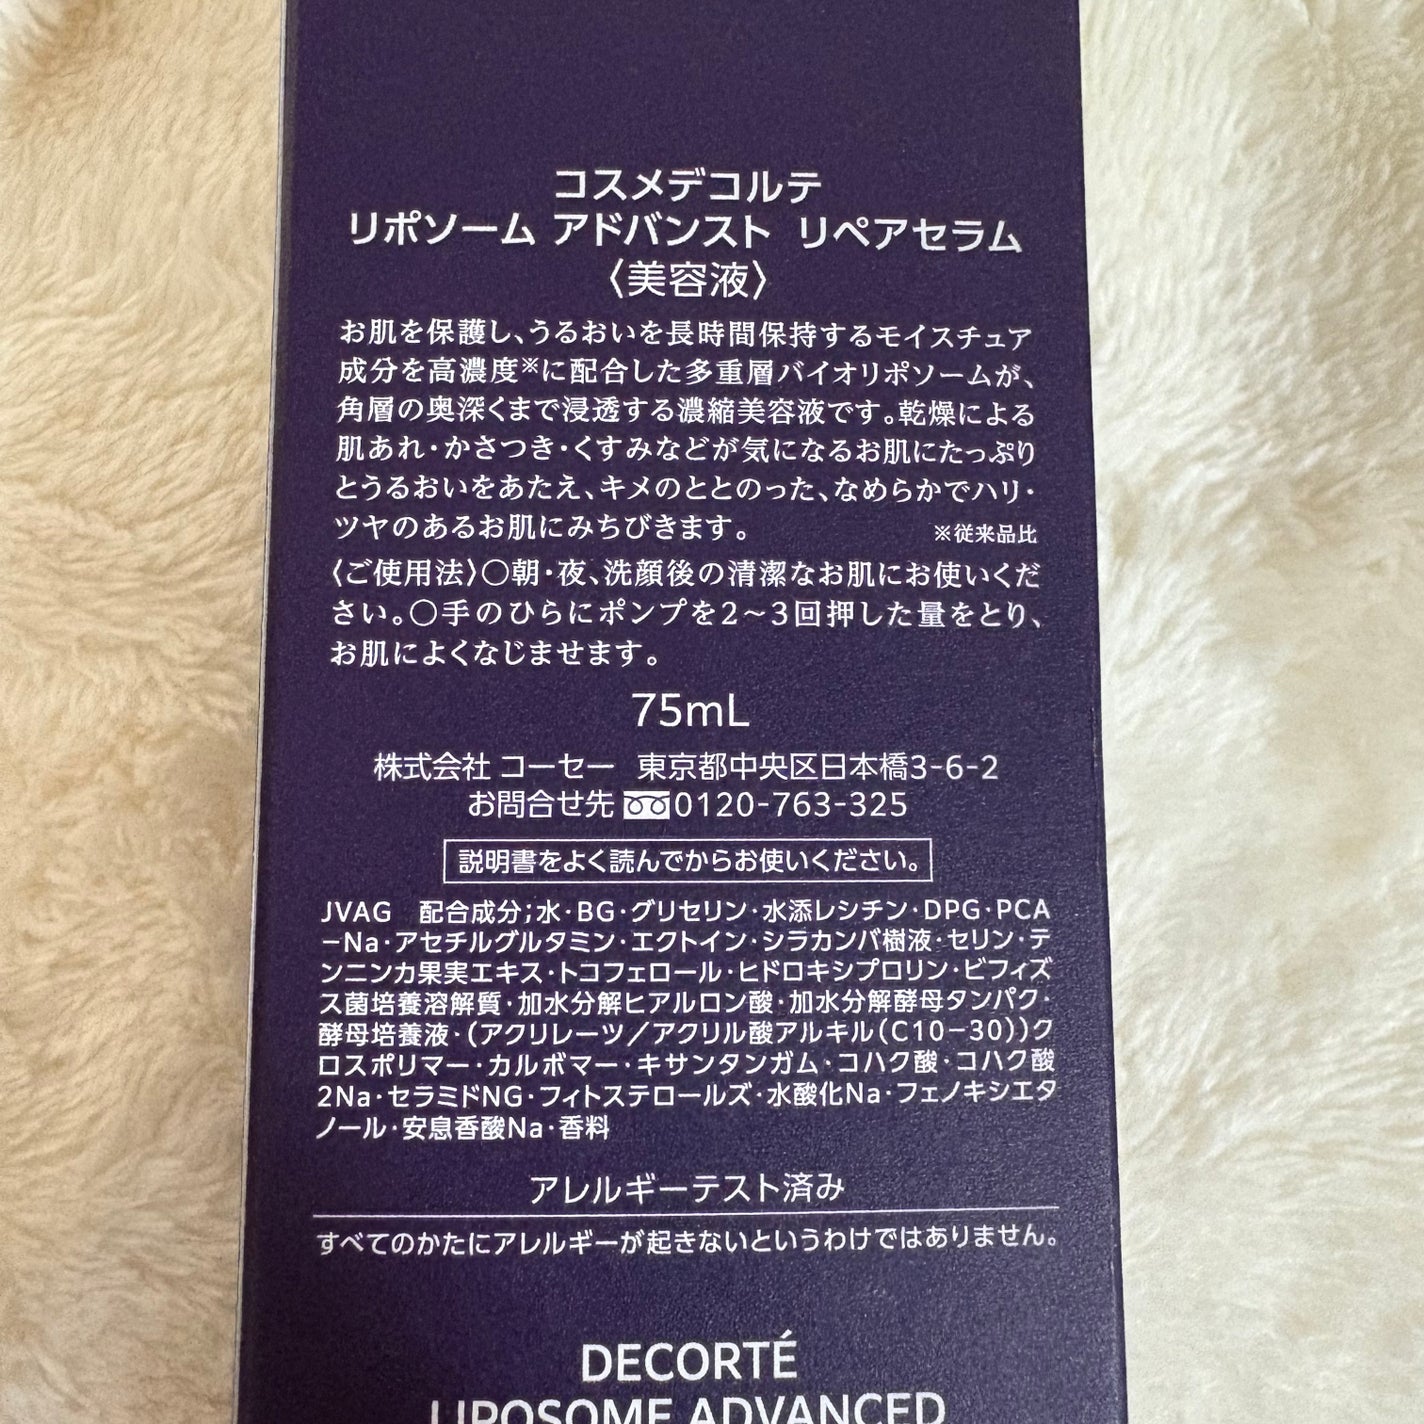 コスメデコルテ
リポソーム アドバンスト リペアセラム
〈美容液〉
お肌を保護し、うるおいを長時間保持するモイスチュア
成分を高濃度※に配合した多重層バイオリポソームが、
角層の奥深くまで浸透する濃縮美容液です。乾燥による
肌あれ・かさつき・くすみなどが気になるお肌にたっぷり
とうるおいをあたえ、キメのととのった、なめらかでハリ・
ツヤのあるお肌にみちびきます。 ※従来品比
〈ご使用法〉○朝・夜、洗顔後の清潔なお肌にお使いくだ
さい。○手のひらにポンプを2〜3回押した量をとり、
お肌によくなじませます。
75mL
株式会社 コーセー 東京都中央区日本橋3-6-2
お問合せ先 0120-763-325
説明書をよく読んでからお使いください。
JVAG 配合成分；水・BG・グリセリン・水添レシチン・DPG・PCA
-Na・アセチルグルタミン・エクトイン・シラカンバ樹液・セリン・テ
ンニンカ果実エキス・トコフェロール・ヒドロキシプロリン・ビフィズ
ス菌培養溶解質・加水分解ヒアルロン酸・加水分解酵母タンパク・
酵母培養液・（アクリレーツ／アクリル酸アルキル（C10-30））ク
ロスポリマー・カルボマー・キサンタンガム・コハク酸・コハク酸
2Na・セラミドNG・フィトステロールズ・水酸化Na・フェノキシエタ
ノール・安息香酸Na・香料
アレルギーテスト済み
すべてのかたにアレルギーが起きないというわけではありません。
DECORTÉ
LIPOSOME ADVANCED